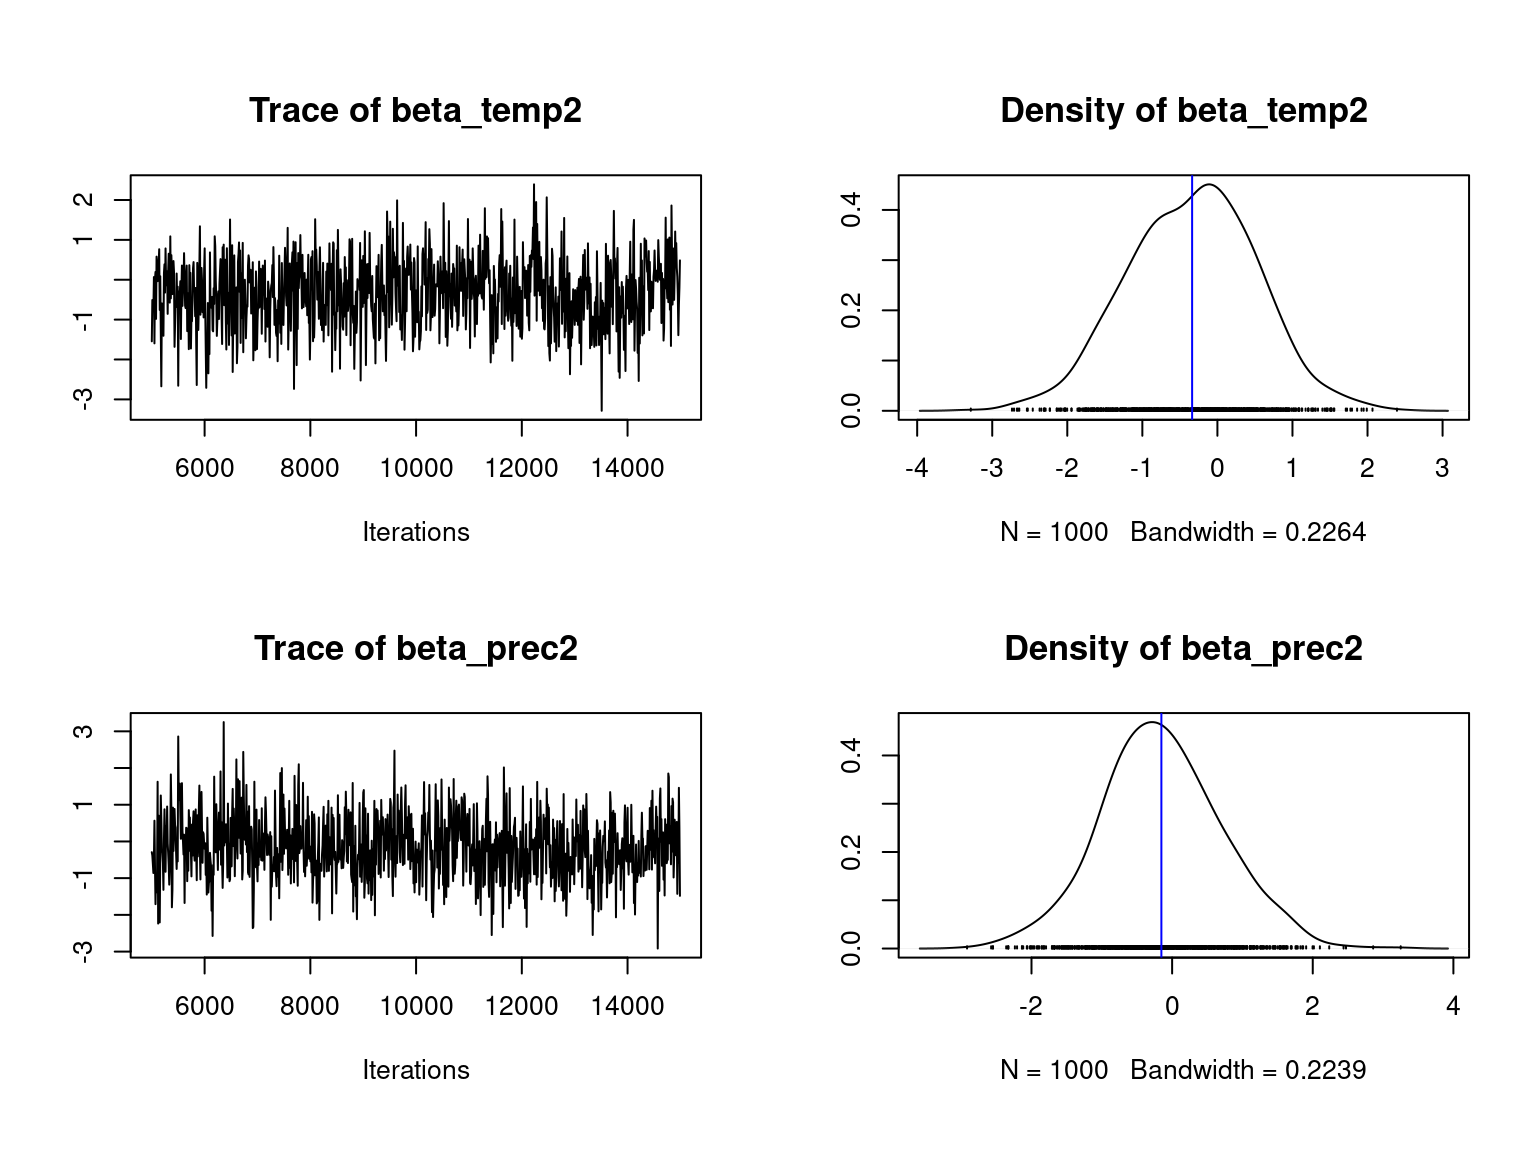 Trace of beta_temp2
2
1
-1
-3
6000 8000 10000 12000 14000
Iterations
Density of beta_temp2
0.4
0.2
0.0
-4 -3 -2 -1 0 1 2 3
N = 1000 Bandwidth = 0.2264
Trace of beta_prec2
3
1
-1
-3
6000 8000 10000 12000 14000
Iterations
Density of beta_prec2
0.4
0.2
0.0
-2 0 2 4
N = 1000 Bandwidth = 0.2239